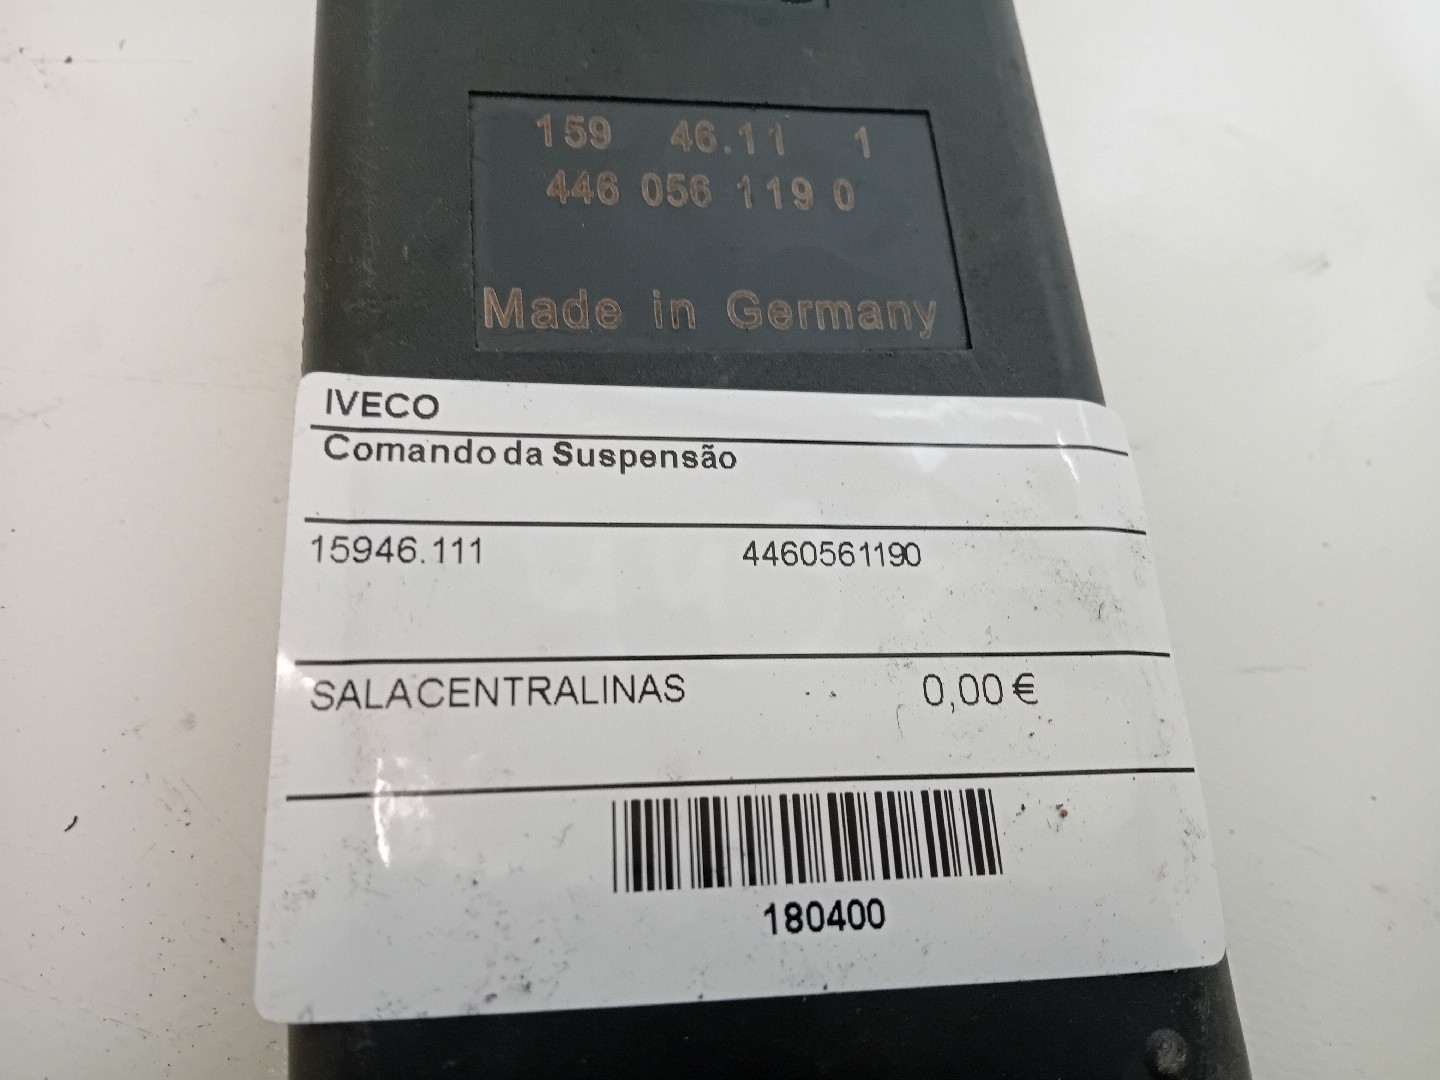 159 46.11 1
446 056 119 0
Made in Germany
IVECO
Comando da Suspensão
15946.111 4460561190
SALACENTRALINAS 0,00 €
180400